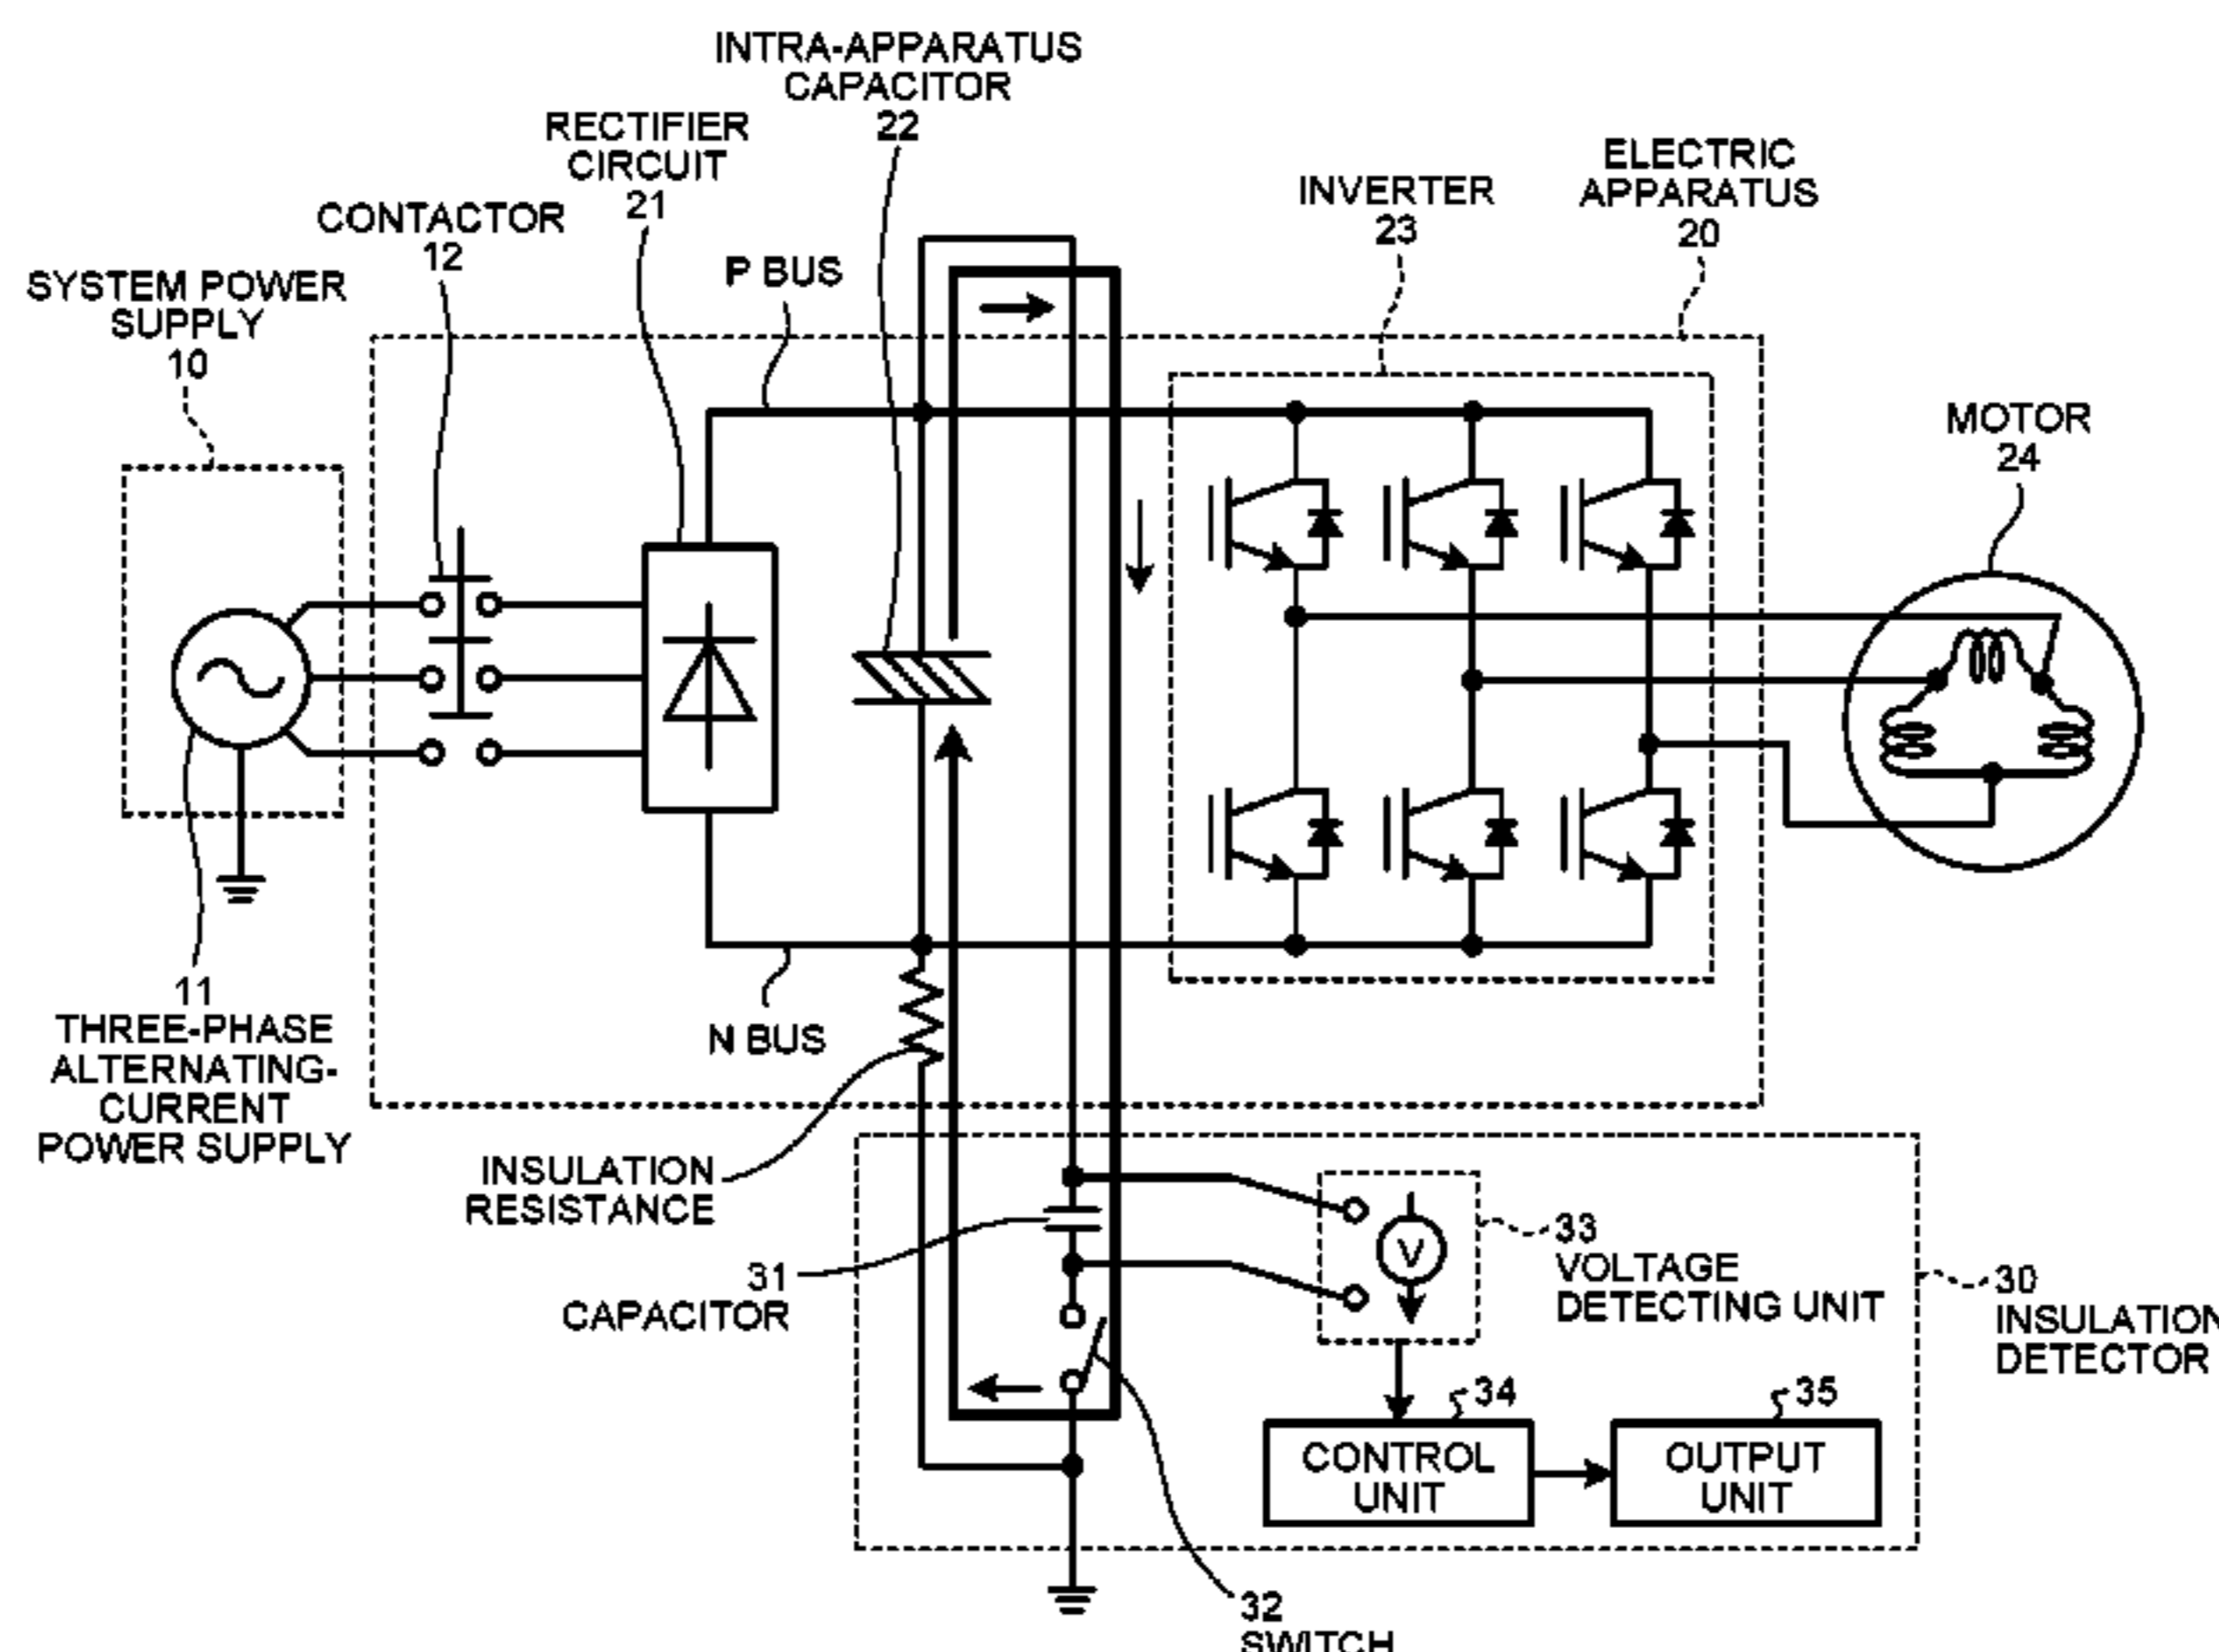 INTRA-APPARATUS
CAPACITOR
22
RECTIFIER
CIRCUIT
21
CONTACTOR
12
SYSTEM POWER
SUPPLY
10
P BUS
INVERTER
23
ELECTRIC
APPARATUS
20
MOTOR
24
11
THREE-PHASE
ALTERNATING-
CURRENT
POWER SUPPLY
N BUS
INSULATION
RESISTANCE
31
CAPACITOR
V
33
VOLTAGE
DETECTING UNIT
30
INSULATION
DETECTOR
34
CONTROL
UNIT
35
OUTPUT
UNIT
32
SWITCH